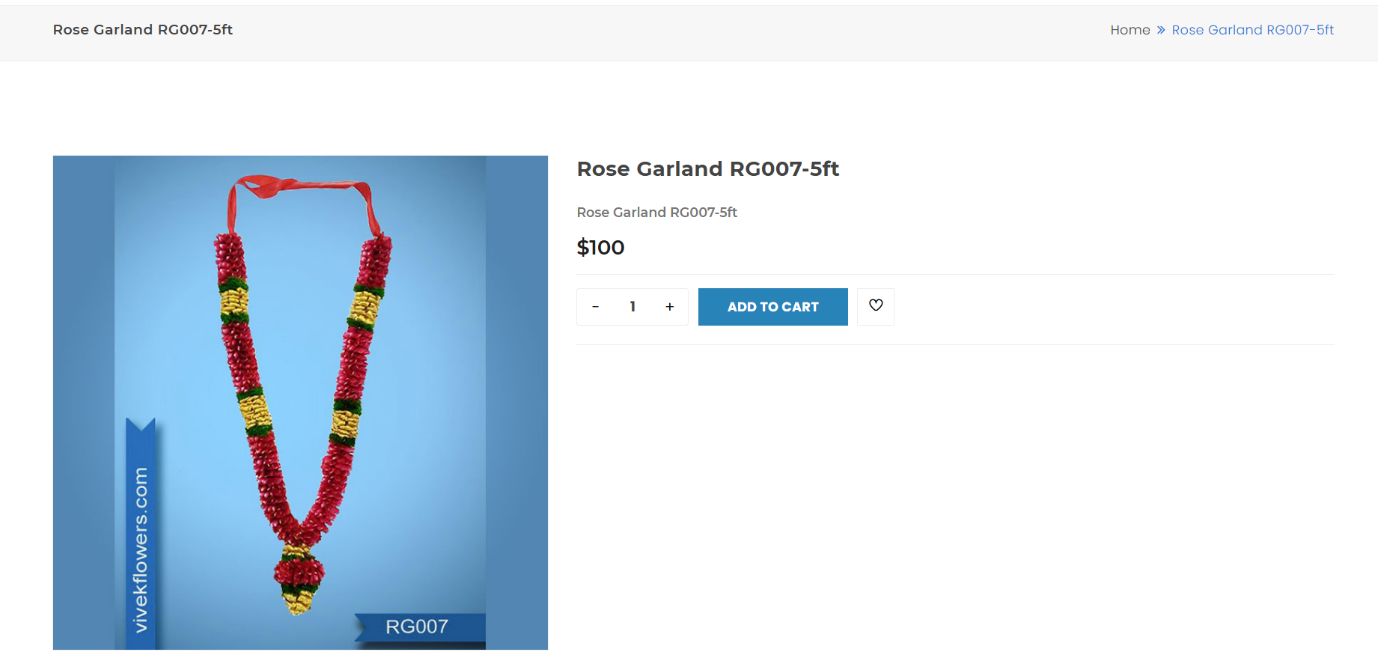 Rose Garland RG007-5ft
Home » Rose Garland RG007-5ft
Rose Garland RG007-5ft
Rose Garland RG007-5ft
$100
- 1 + ADD TO CART
vivekflowers.com
RG007